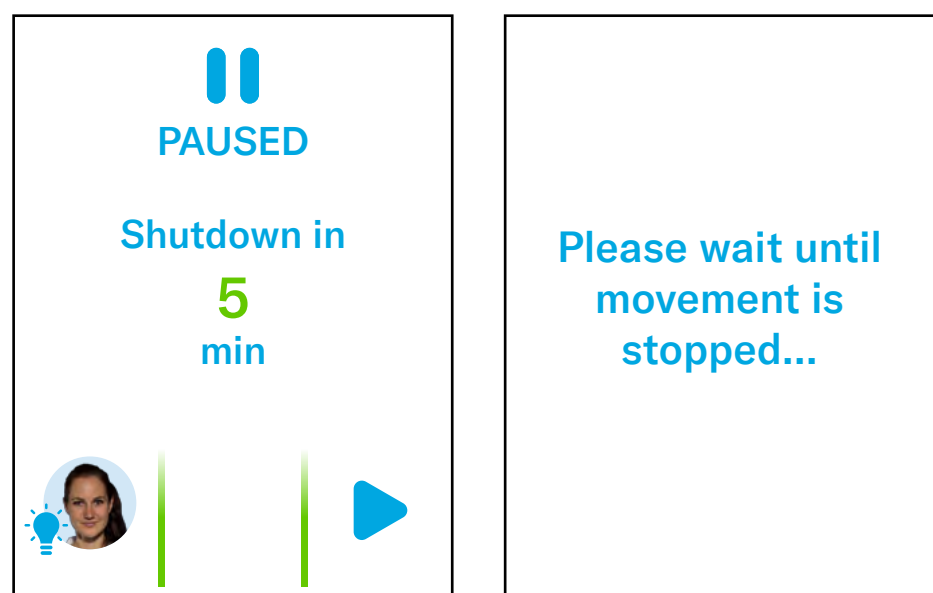 PAUSED
Shutdown in
5
min
Please wait until
movement is
stopped...